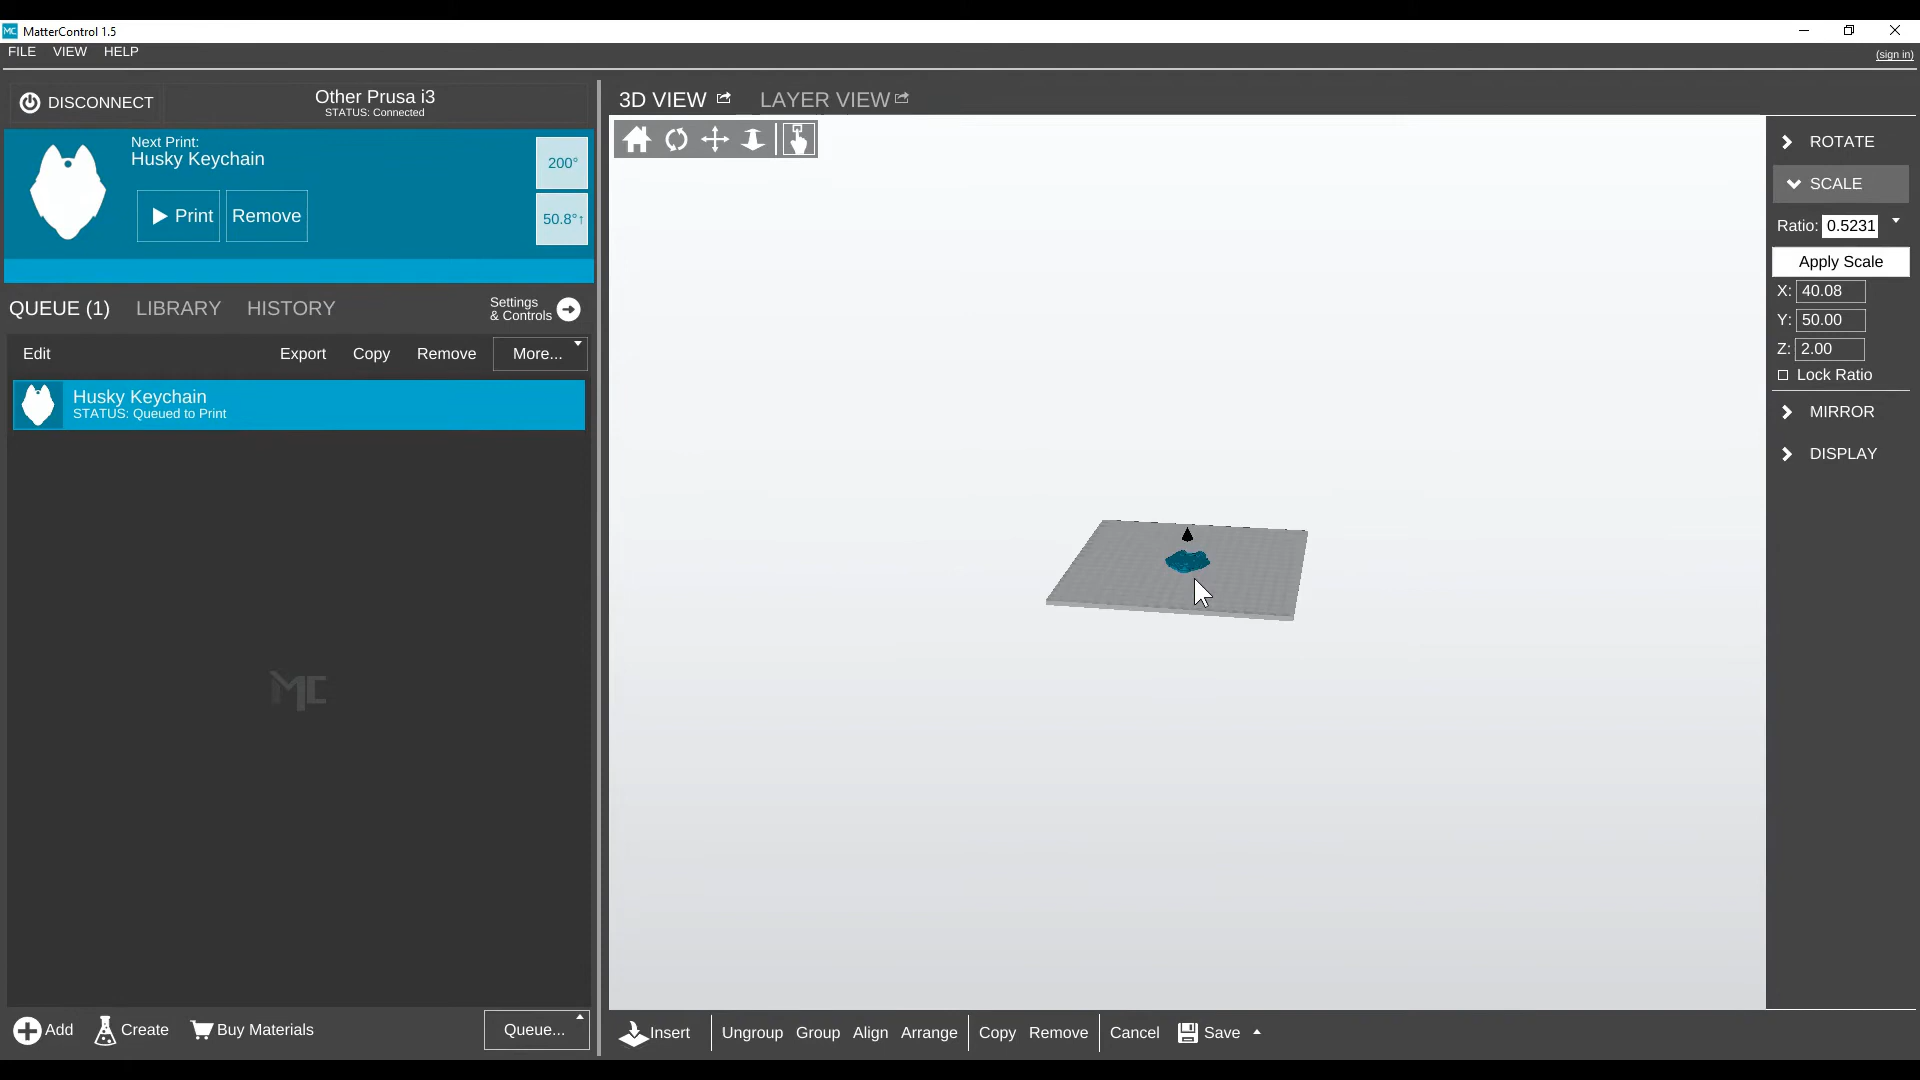 MatterControl 1.5
FILE VIEW HELP
(sign in)
DISCONNECT
Other Prusa i3
STATUS: Connected
Next Print:
Husky Keychain
200°
50.8°↑
Print Remove
QUEUE (1) LIBRARY HISTORY
Settings
& Controls
Edit Export Copy Remove More...
Husky Keychain
STATUS: Queued to Print
MC
Add Create Buy Materials Queue...
3D VIEW LAYER VIEW
ROTATE
SCALE
Ratio: 0.5231
Apply Scale
X: 40.08
Y: 50.00
Z: 2.00
Lock Ratio
MIRROR
DISPLAY
Insert Ungroup Group Align Arrange Copy Remove Cancel Save